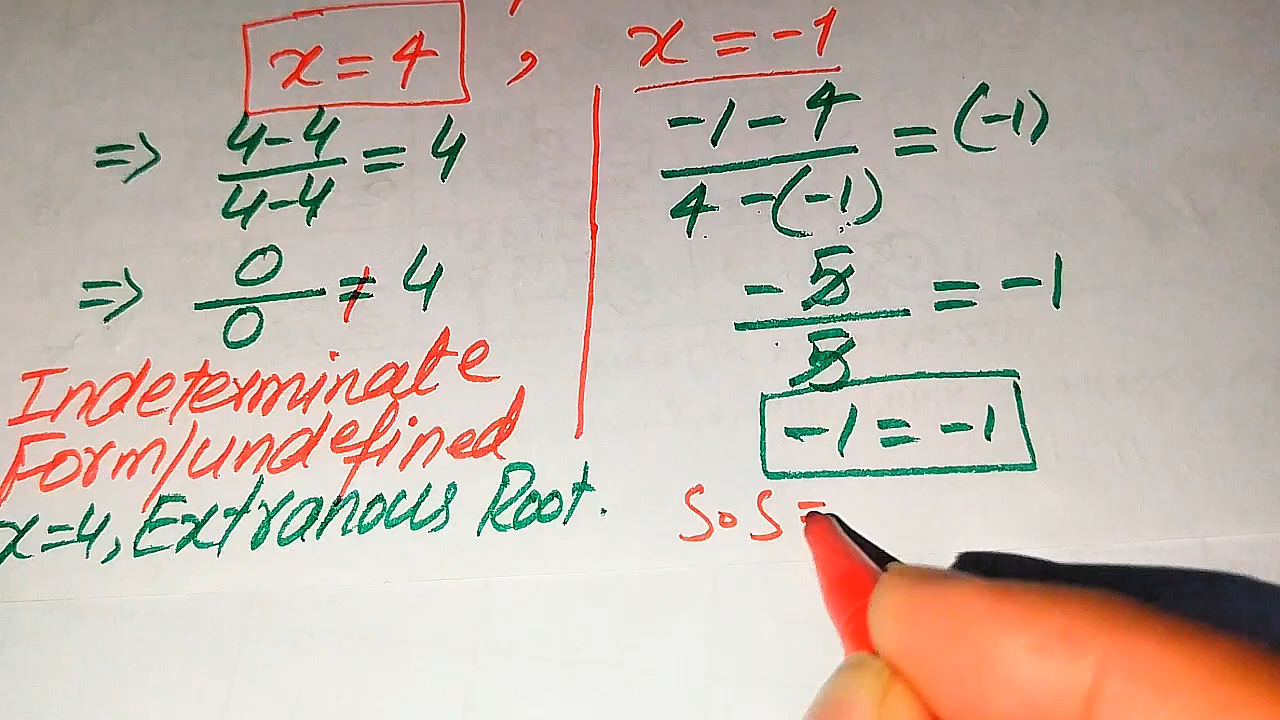 x = 4 , x = -1
=> 4-4/4-4 = 4
=> 0/0 ≠ 4
Indeterminate
Form/undefined
x=4, Extranous Root.
-1-4/4-(-1) = (-1)
-5/5 = -1
-1 = -1
SoS =